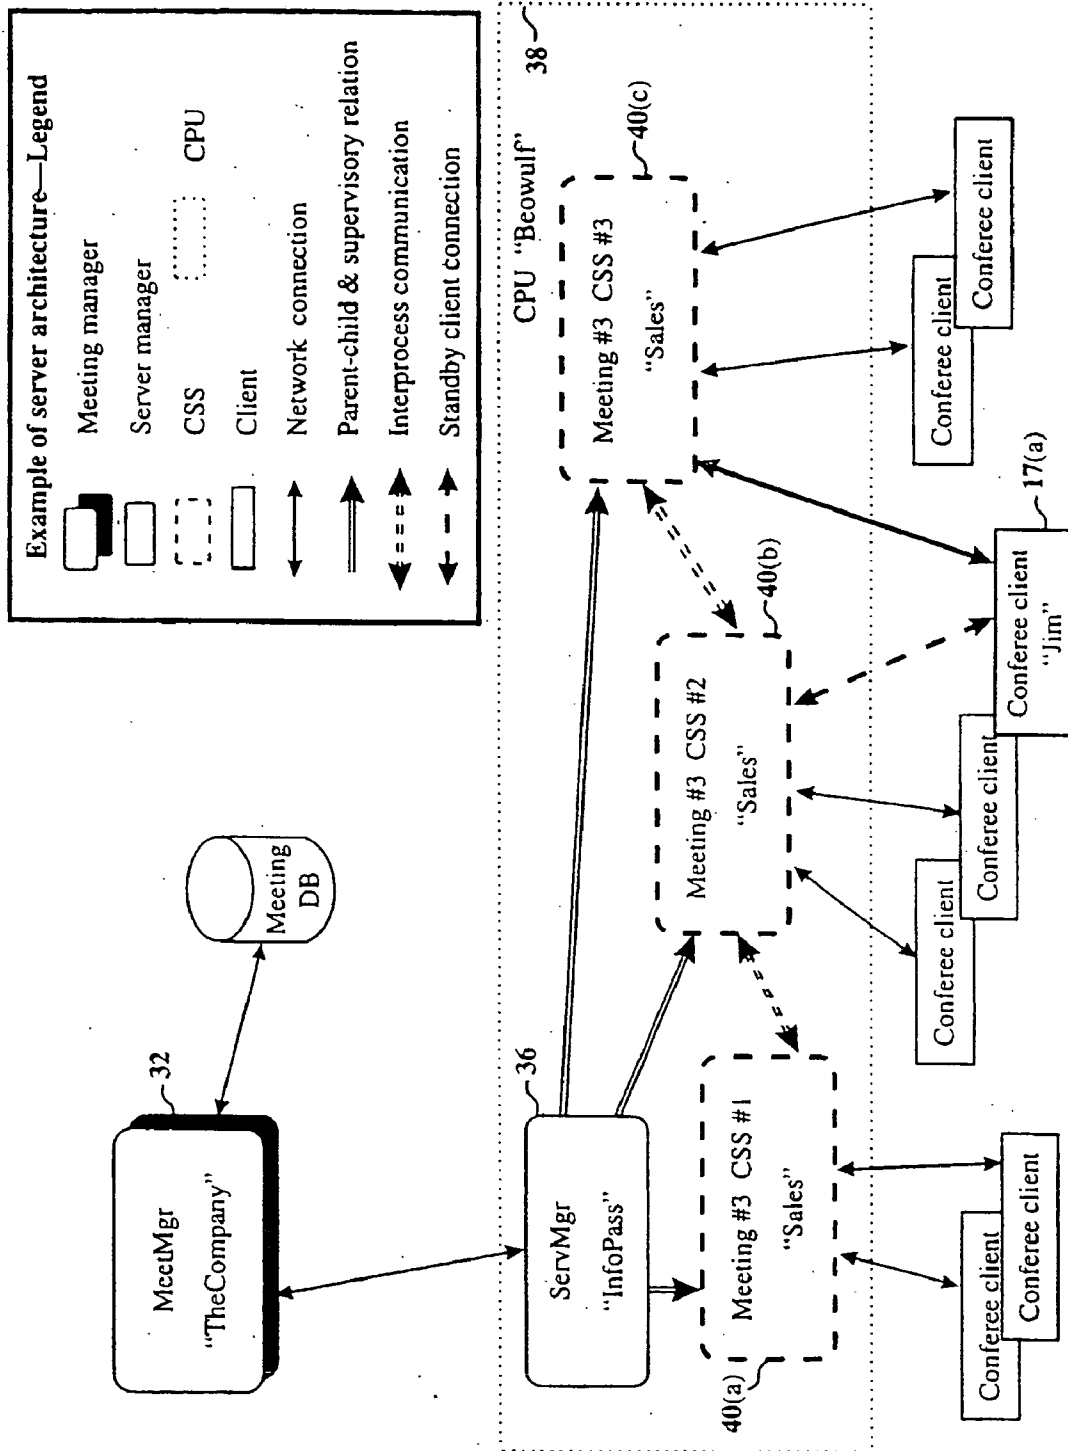 Example of server architecture—Legend
Meeting manager
Server manager
CSS
CPU
Client
Network connection
Parent-child & supervisory relation
Interprocess communication
Standby client connection
32
MeetMgr
"TheCompany"
Meeting
DB
36
ServMgr
"InfoPass"
CPU "Beowulf"
38
40(a)
Meeting #3 CSS #1
"Sales"
40(b)
Meeting #3 CSS #2
"Sales"
40(c)
Meeting #3 CSS #3
"Sales"
Conferee client
Conferee client
Conferee client
Conferee client
Conferee client
"Jim"
17(a)
Conferee client
Conferee client